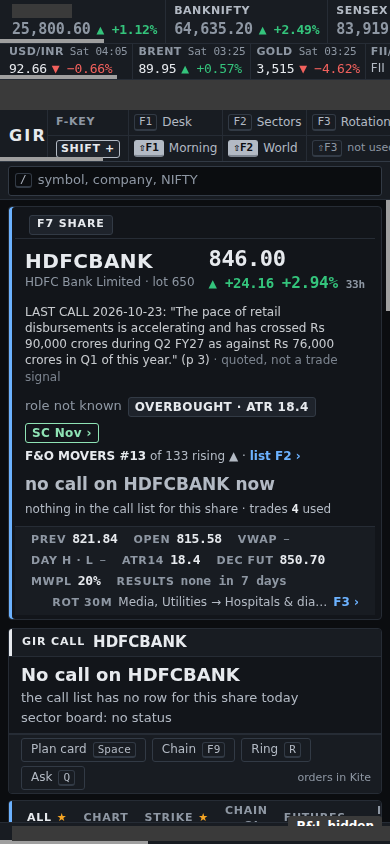 BANKNIFTY SENSEX
25,800.60 ▲ +1.12% 64,635.20 ▲ +2.49% 83,919
USD/INR Sat 04:05 BRENT Sat 03:25 GOLD Sat 03:25 FII/
92.66 ▼ −0.66% 89.95 ▲ +0.57% 3,515 ▼ −4.62% FII
GIR F-KEY F1 Desk F2 Sectors F3 Rotation
SHIFT + ⇧F1 Morning ⇧F2 World ⇧F3 not used
/ symbol, company, NIFTY
F7 SHARE
HDFCBANK 846.00
HDFC Bank Limited · lot 650 ▲ +24.16 +2.94% 33h
LAST CALL 2026-10-23: "The pace of retail
disbursements is accelerating and has crossed Rs
90,000 crores during Q2 FY27 as against Rs 76,000
crores in Q1 of this year." (p 3) · quoted, not a trade
signal
role not known OVERBOUGHT · ATR 18.4
SC Nov ›
F&O MOVERS #13 of 133 rising ▲ · list F2 ›
no call on HDFCBANK now
nothing in the call list for this share · trades 4 used
PREV 821.84 OPEN 815.58 VWAP –
DAY H · L – ATR14 18.4 DEC FUT 850.70
MWPL 20% RESULTS none in 7 days
ROT 30M Media, Utilities → Hospitals & dia... F3 ›
GIR CALL HDFCBANK
No call on HDFCBANK
the call list has no row for this share today
sector board: no status
Plan card Space Chain F9 Ring R
Ask Q orders in Kite
ALL ★ CHART STRIKE ★ CHAIN